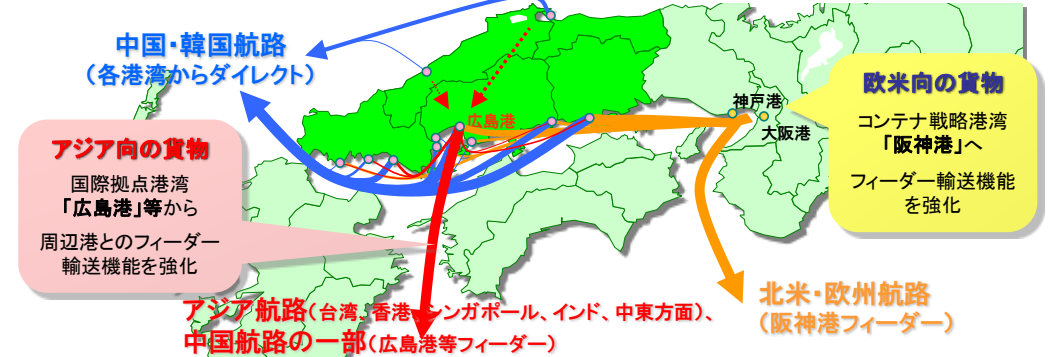 中国・韓国航路
（各港湾からダイレクト）
欧米向の貨物
コンテナ戦略港湾
「阪神港」へ
フィーダー輸送機能
を強化
神戸港
大阪港
広島港
アジア向の貨物
国際拠点港湾
「広島港」等から
周辺港とのフィーダー
輸送機能を強化
北米・欧州航路
（阪神港フィーダー）
アジア航路（台湾、香港、シンガポール、インド、中東方面）、
中国航路の一部（広島港等フィーダー）